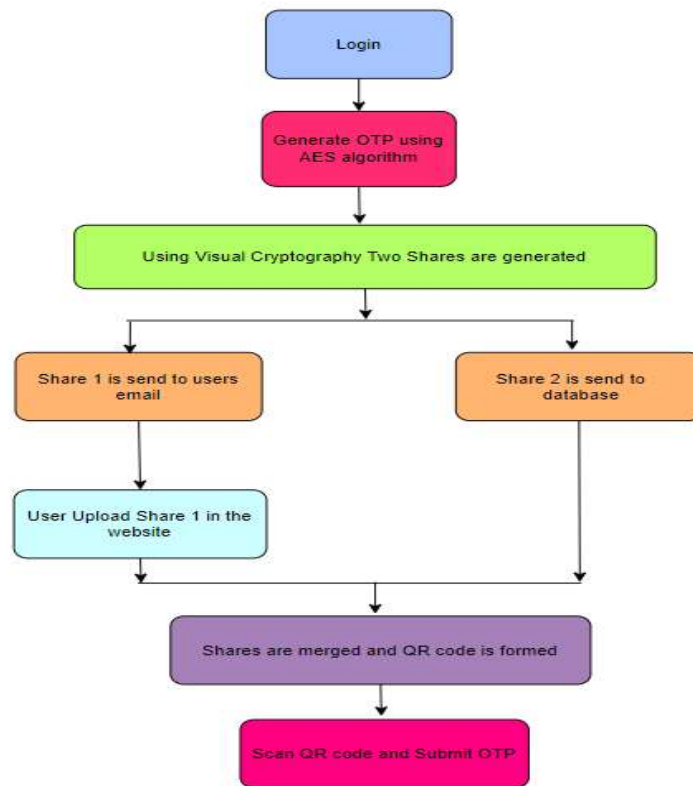 Login
Generate OTP using
AES algorithm
Using Visual Cryptography Two Shares are generated
Share 1 is send to users
email
Share 2 is send to
database
User Upload Share 1 in the
website
Shares are merged and QR code is formed
Scan QR code and Submit OTP